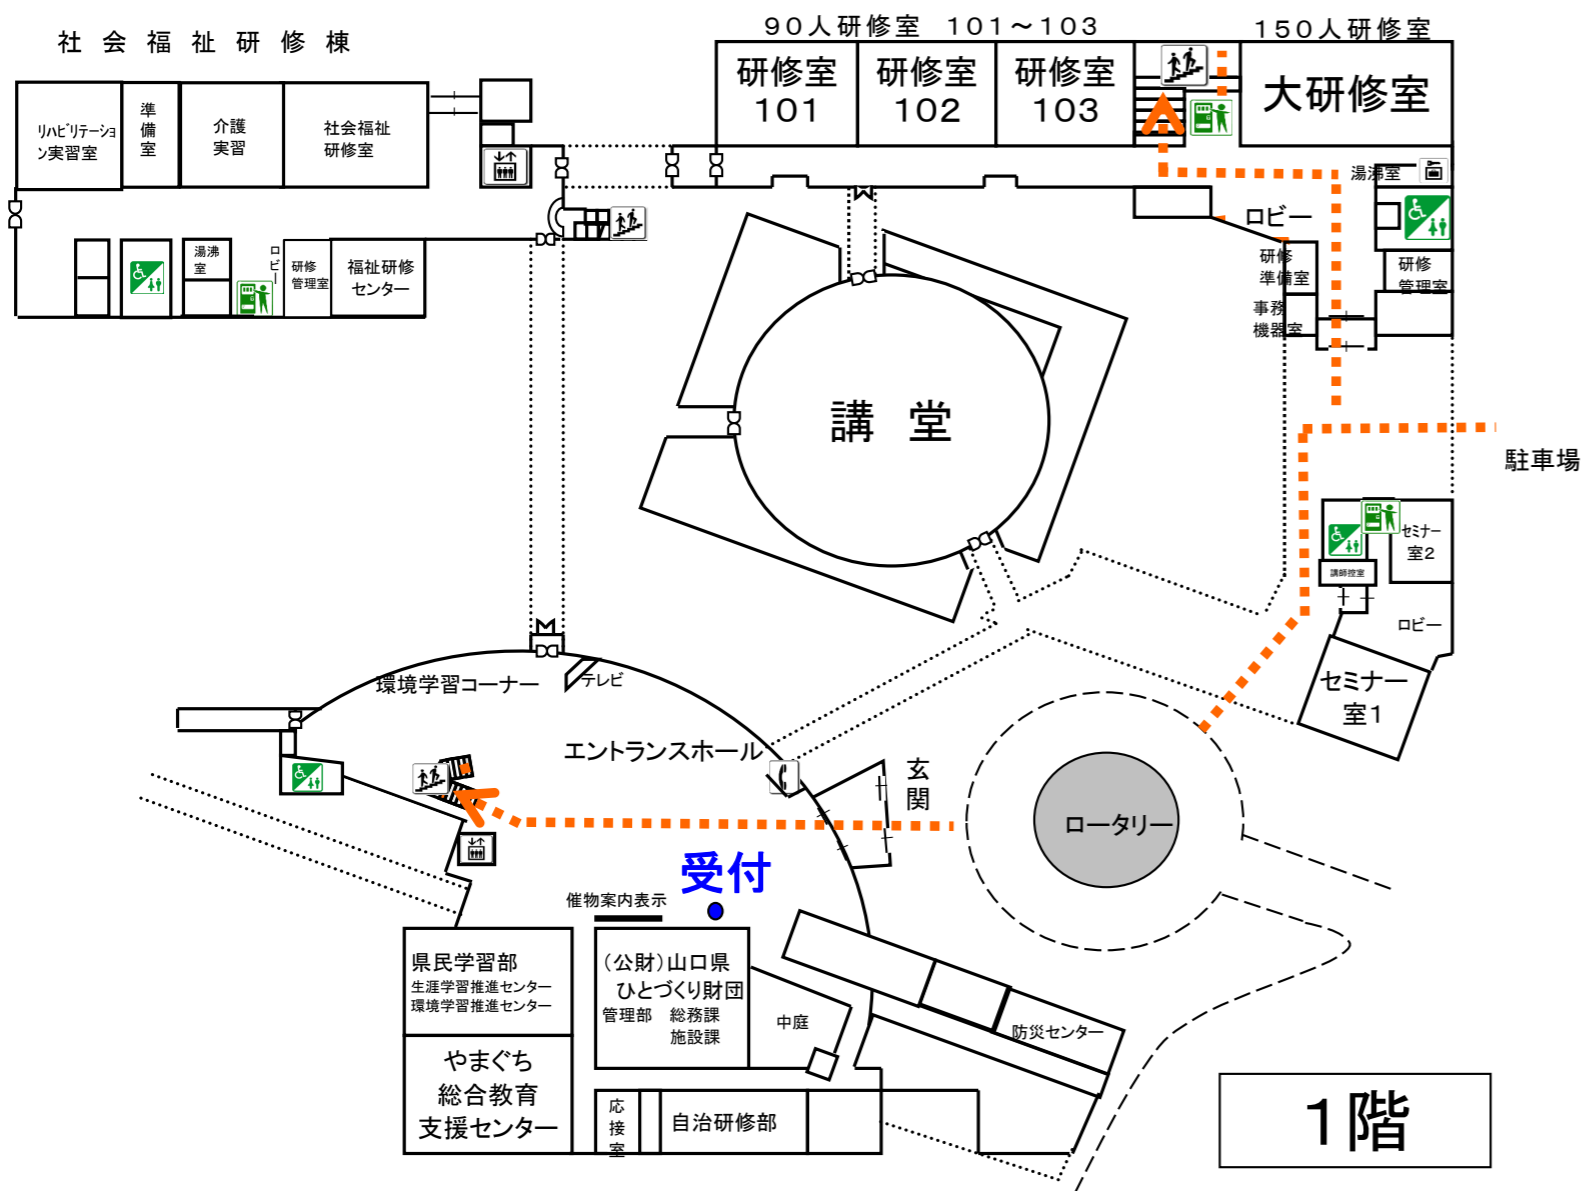 社会福祉研修棟
90人研修室 101～103
150人研修室
研修室
101
研修室
102
研修室
103
大研修室
リハビリテーショ
ン実習室
準
備
室
介護
実習
社会福祉
研修室
湯沸
室
ロビー
研修
管理室
福祉研修
センター
湯沸室
ロビー
研修
準備室
事務
機器室
研修
管理室
講堂
駐車場
セミナー
室2
講師控室
ロビー
セミナー
室1
環境学習コーナー
テレビ
エントランスホール
玄
関
ロータリー
受付
催物案内表示
県民学習部
生涯学習推進センター
環境学習推進センター
(公財)山口県
ひとづくり財団
管理部 総務課
施設課
中庭
防災センター
やまぐち
総合教育
支援センター
応
接
室
自治研修部
1階